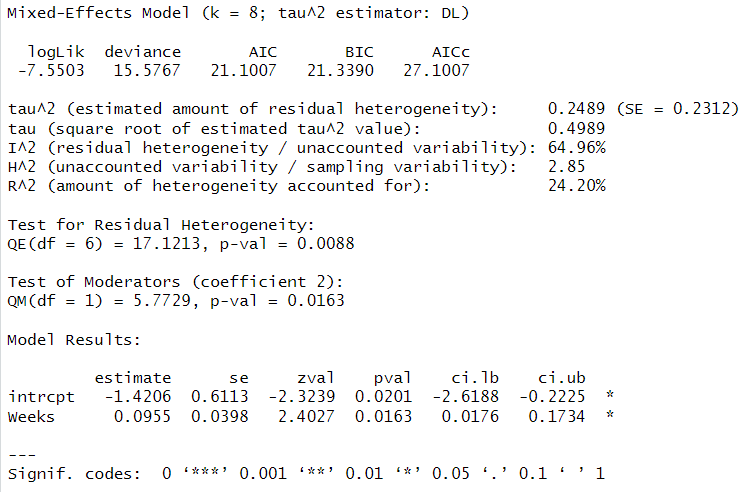 Mixed-Effects Model (k = 8; tau^2 estimator: DL)
logLik deviance AIC BIC AICc
-7.5503 15.5767 21.1007 21.3390 27.1007
tau^2 (estimated amount of residual heterogeneity): 0.2489 (SE = 0.2312)
tau (square root of estimated tau^2 value): 0.4989
I^2 (residual heterogeneity / unaccounted variability): 64.96%
H^2 (unaccounted variability / sampling variability): 2.85
R^2 (amount of heterogeneity accounted for): 24.20%
Test for Residual Heterogeneity:
QE(df = 6) = 17.1213, p-val = 0.0088
Test of Moderators (coefficient 2):
QM(df = 1) = 5.7729, p-val = 0.0163
Model Results:
estimate se zval pval ci.lb ci.ub
intrcpt -1.4206 0.6113 -2.3239 0.0201 -2.6188 -0.2225 *
Weeks 0.0955 0.0398 2.4027 0.0163 0.0176 0.1734 *
---
Signif. codes: 0 ‘***’ 0.001 ‘**’ 0.01 ‘*’ 0.05 ‘.’ 0.1 ‘ ’ 1